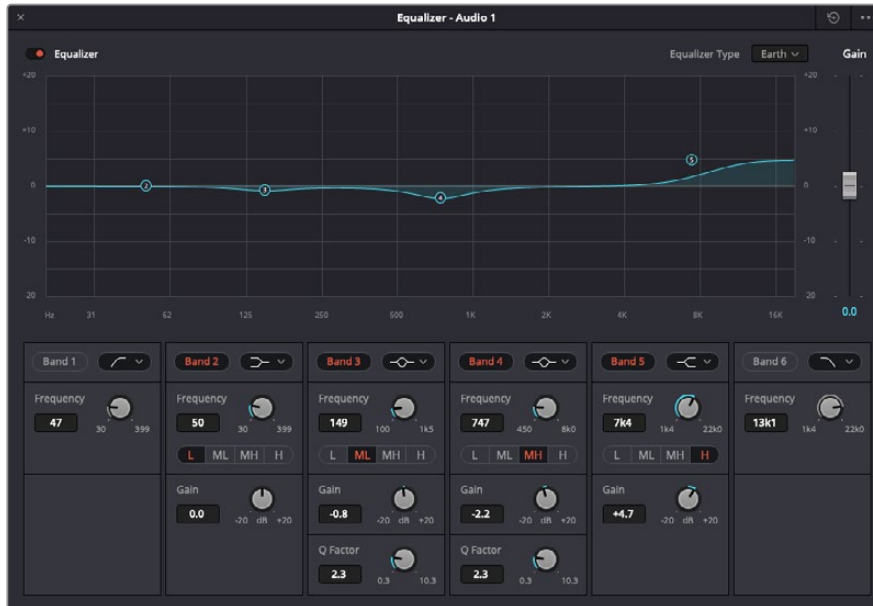 Equalizer - Audio 1
Equalizer
Equalizer Type Earth Gain
+20 +20
+10 +10
0 0
-10 -10
20 20
2 3 4 5
Hz 31 62 125 250 500 1K 2K 4K 8K 16K 0.0
Band 1 Band 2 Band 3 Band 4 Band 5 Band 6
Frequency Frequency Frequency Frequency Frequency Frequency
47 30 399 50 30 399 149 100 1k5 747 450 8k0 7k4 1k4 22k0 13k1 1k4 22k0
L ML MH H L ML MH H L ML MH H L ML MH H
Gain Gain Gain Gain
0.0 -20 dB +20 -0.8 -20 dB +20 -2.2 -20 dB +20 +4.7 -20 dB +20
Q Factor Q Factor
2.3 0.3 10.3 2.3 0.3 10.3